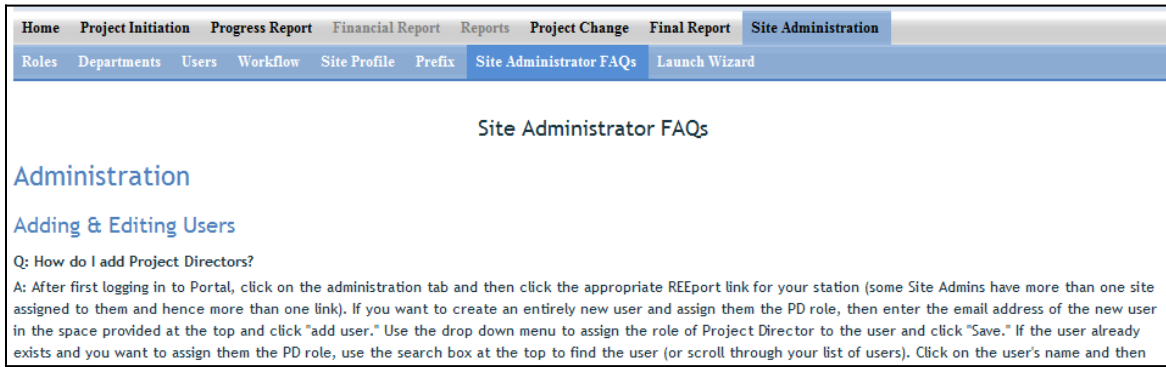 Home Project Initiation Progress Report Financial Report Reports Project Change Final Report Site Administration
Roles Departments Users Workflow Site Profile Prefix Site Administrator FAQs Launch Wizard
Site Administrator FAQs
Administration
Adding & Editing Users
Q: How do I add Project Directors?
A: After first logging in to Portal, click on the administration tab and then click the appropriate REEport link for your station (some Site Admins have more than one site
assigned to them and hence more than one link). If you want to create an entirely new user and assign them the PD role, then enter the email address of the new user
in the space provided at the top and click "add user." Use the drop down menu to assign the role of Project Director to the user and click "Save." If the user already
exists and you want to assign them the PD role, use the search box at the top to find the user (or scroll through your list of users). Click on the user's name and then